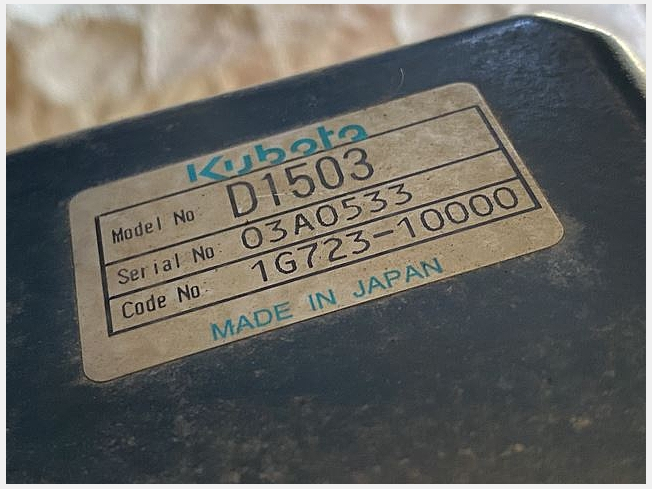 Kubota
Model No. D1503
Serial No. 03A0533
Code No. 1G723-10000
MADE IN JAPAN